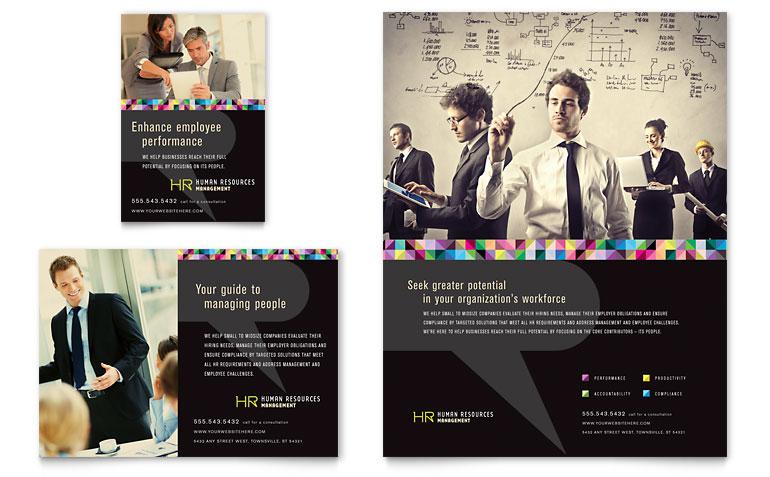 Enhance employee
performance
WE HELP BUSINESSES REACH THEIR FULL
POTENTIAL BY FOCUSING ON ITS PEOPLE.
HR HUMAN RESOURCES
MANAGEMENT
555.543.5432 call for a consultation
WWW.YOURWEBSITEHERE.COM
Your guide to
managing people
WE HELP SMALL TO MIDSIZE COMPANIES EVALUATE THEIR
HIRING NEEDS, MANAGE THEIR EMPLOYER OBLIGATIONS AND
ENSURE COMPLIANCE BY TARGETED SOLUTIONS THAT MEET
ALL HR REQUIREMENTS AND ADDRESS MANAGEMENT AND
EMPLOYEE CHALLENGES.
HR HUMAN RESOURCES
MANAGEMENT
555.543.5432 call for a consultation
WWW.YOURWEBSITEHERE.COM
5432 ANY STREET WEST, TOWNSVILLE, ST 54321
Seek greater potential
in your organization's workforce
WE HELP SMALL TO MIDSIZE COMPANIES EVALUATE THEIR HIRING NEEDS, MANAGE THEIR EMPLOYER OBLIGATIONS AND ENSURE
COMPLIANCE BY TARGETED SOLUTIONS THAT MEET ALL HR REQUIREMENTS AND ADDRESS MANAGEMENT AND EMPLOYEE CHALLENGES.
WE'RE HERE TO HELP BUSINESSES REACH THEIR FULL POTENTIAL BY FOCUSING ON THE CORE CONTRIBUTORS – ITS PEOPLE.
PERFORMANCE PRODUCTIVITY
ACCOUNTABILITY COMPLIANCE
HR HUMAN RESOURCES
MANAGEMENT
555.543.5432 call for a consultation
WWW.YOURWEBSITEHERE.COM
5432 ANY STREET WEST, TOWNSVILLE, ST 54321